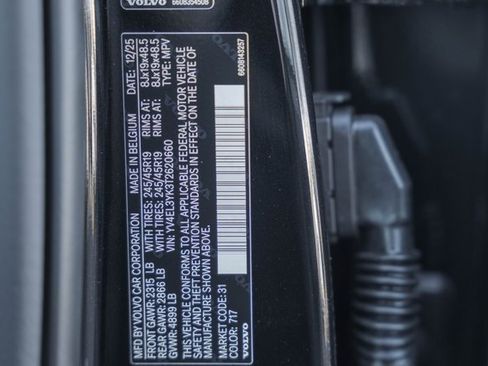 VOLVO 6608354508
MFD BY VOLVO CAR CORPORATION MADE IN BELGIUM DATE: 12/25
FRONT GAWR: 2315 LB WITH TIRES: 245/45R19 RIMS AT: 8Jx19x48.5
REAR GAWR: 2866 LB WITH TIRES: 245/45R19 RIMS AT: 8Jx19x48.5
GVWR: 4899 LB VIN: YV4EL3YK3T2620660 TYPE: MPV
THIS VEHICLE CONFORMS TO ALL APPLICABLE FEDERAL MOTOR VEHICLE
SAFETY AND THEFT PREVENTION STANDARDS IN EFFECT ON THE DATE OF
MANUFACTURE SHOWN ABOVE.
MARKET CODE: 31
COLOR: 717
6608143257
VOLVO